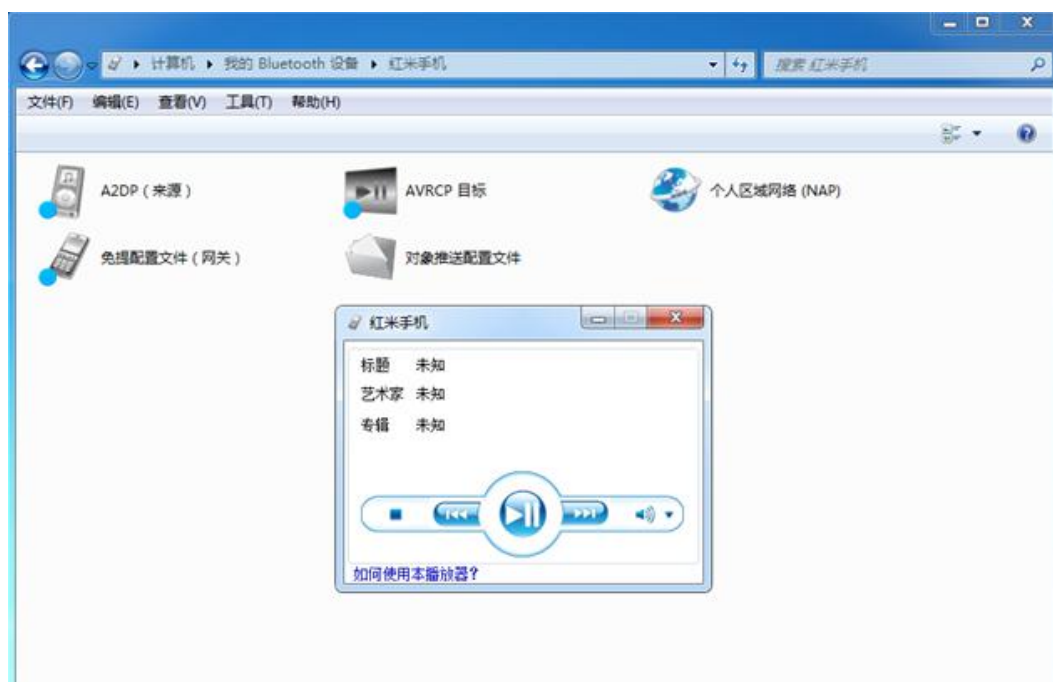 计算机 ▸ 我的 Bluetooth 设备 ▸ 红米手机
搜索 红米手机
文件(F) 编辑(E) 查看(V) 工具(T) 帮助(H)
A2DP（来源）
AVRCP 目标
个人区域网络 (NAP)
免提配置文件（网关）
对象推送配置文件
红米手机
标题 未知
艺术家 未知
专辑 未知
如何使用本播放器?